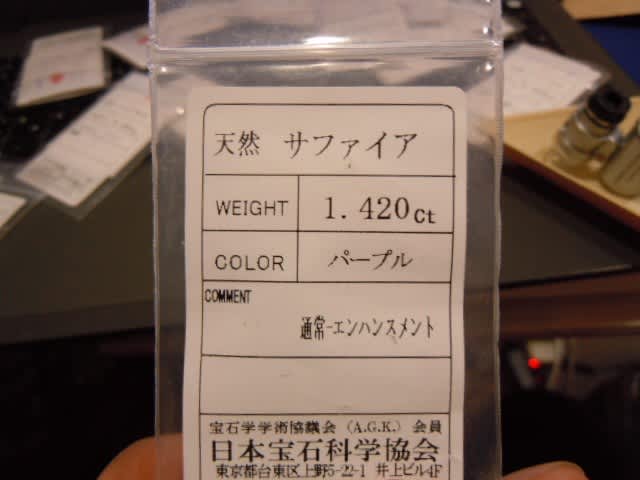 天然 サファイア
WEIGHT 1.420ct
COLOR パープル
COMMENT
通常-エンハンスメント
宝石学学術協議会（A.G.K.）会員
日本宝石科学協会
東京都台東区上野5-22-1 井上ビル4F